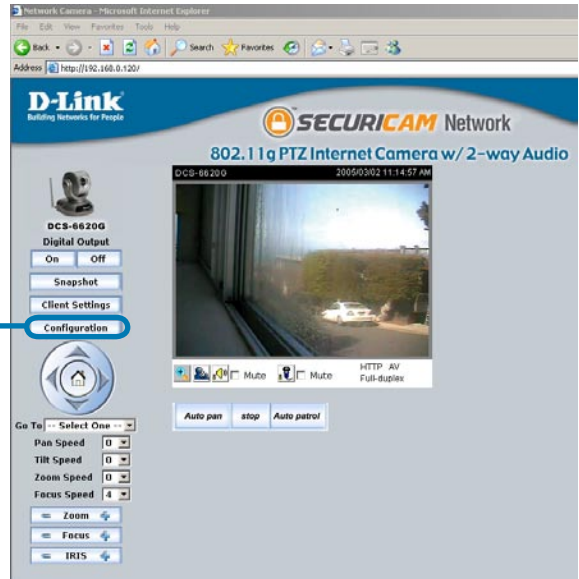 Network Camera - Microsoft Internet Explorer
File Edit View Favorites Tools Help
Back Search Favorites
Address http://192.168.0.120/
D-Link
Building Networks for People
SECURICAM Network
802.11g PTZ Internet Camera w/ 2-way Audio
DCS-6620G
Digital Output
On Off
Snapshot
Client Settings
Configuration
DCS-6620G 2005/03/02 11:14:57 AM
Mute Mute HTTP AV
Full-duplex
Auto pan stop Auto patrol
Go To -- Select One --
Pan Speed 0
Tilt Speed 0
Zoom Speed 0
Focus Speed 4
Zoom
Focus
IRIS